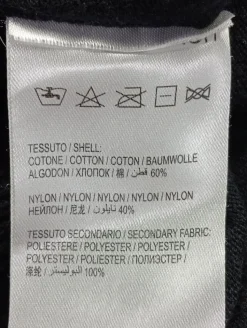 TESSUTO / SHELL:
COTONE / COTTON / COTON / BAUMWOLLE
ALGODON / ХЛОПОК / 棉 / قطن 60%
NYLON / NYLON / NYLON / NYLON / NYLON
НЕЙЛОН / 尼龙 / نايلون 40%
TESSUTO SECONDARIO / SECONDARY FABRIC:
POLIESTERE / POLYESTER / POLYESTER /
POLYESTER / POLIESTER / ПОЛИЭСТЕР /
涤纶 / البوليستر 100%